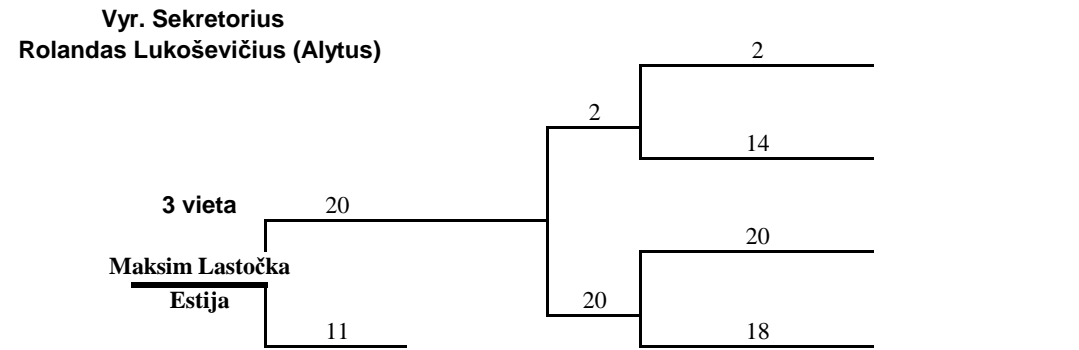 Vyr. Sekretorius
Rolandas Lukoševičius (Alytus)
2
2
14
3 vieta
20
20
Maksim Lastočka
Estija
20
11
18